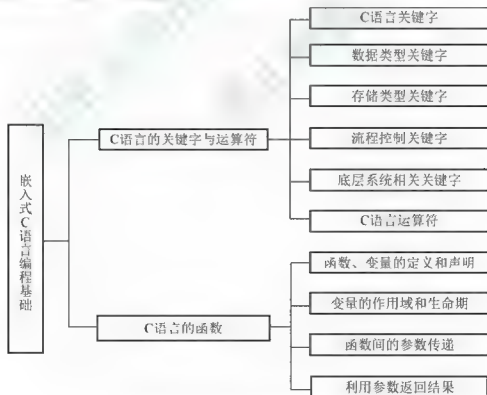 嵌入式C语言编程基础
C语言的关键字与运算符
C语言关键字
数据类型关键字
存储类型关键字
流程控制关键字
底层系统相关关键字
C语言运算符
C语言的函数
函数、变量的定义和声明
变量的作用域和生命期
函数间的参数传递
利用参数返回结果